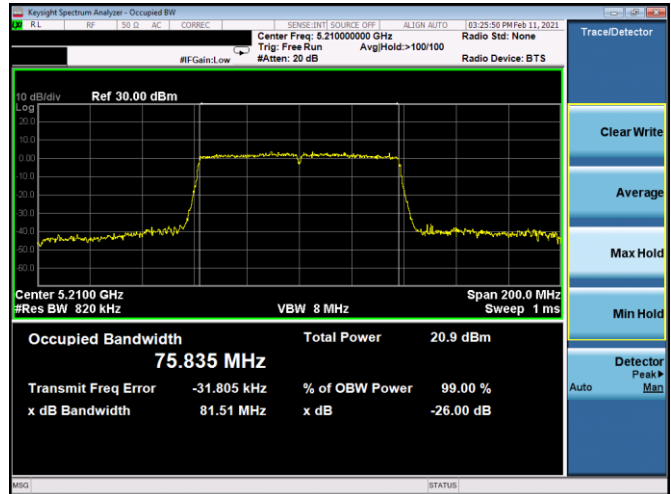 Keysight Spectrum Analyzer - Occupied BW
RL RF 50 Ω AC CORREC SENSE:INT SOURCE OFF ALIGN AUTO 03:25:50 PM Feb 11, 2021
Center Freq: 5.210000000 GHz Radio Std: None
Trig: Free Run Avg|Hold:>100/100
#IFGain:Low #Atten: 20 dB Radio Device: BTS
Trace/Detector
10 dB/div Ref 30.00 dBm
Log
20.0
10.0
0.00
-10.0
-20.0
-30.0
-40.0
-50.0
-60.0
Center 5.2100 GHz Span 200.0 MHz
#Res BW 820 kHz VBW 8 MHz Sweep 1 ms
Occupied Bandwidth Total Power 20.9 dBm
75.835 MHz
Transmit Freq Error -31.805 kHz % of OBW Power 99.00 %
x dB Bandwidth 81.51 MHz x dB -26.00 dB
Clear Write
Average
Max Hold
Min Hold
Detector
Peak▶
Auto Man
MSG STATUS